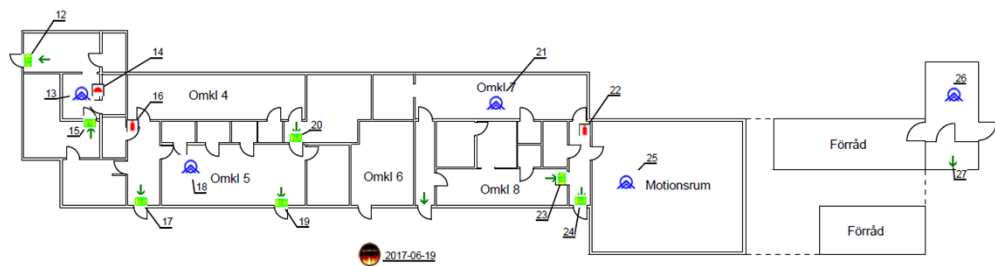 12
14
21
26
13
Omkl 4
16
Omkl 7
22
15
20
Förråd
25
18
Omkl 5
Omkl 6
Omkl 8
Motionsrum
27
17
19
23
24
Förråd
2017-06-19